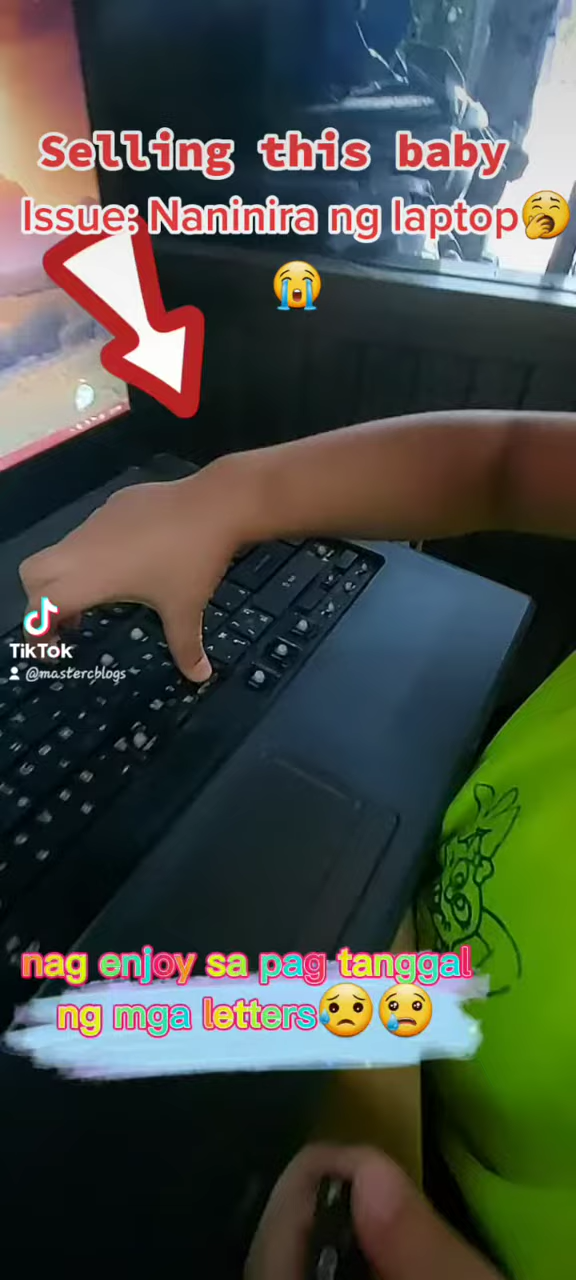 Selling this baby
Issue: Naninira ng laptop🥱
😭
TikTok
@mastercblogs
nag enjoy sa pag tanggal
ng mga letters😥😢